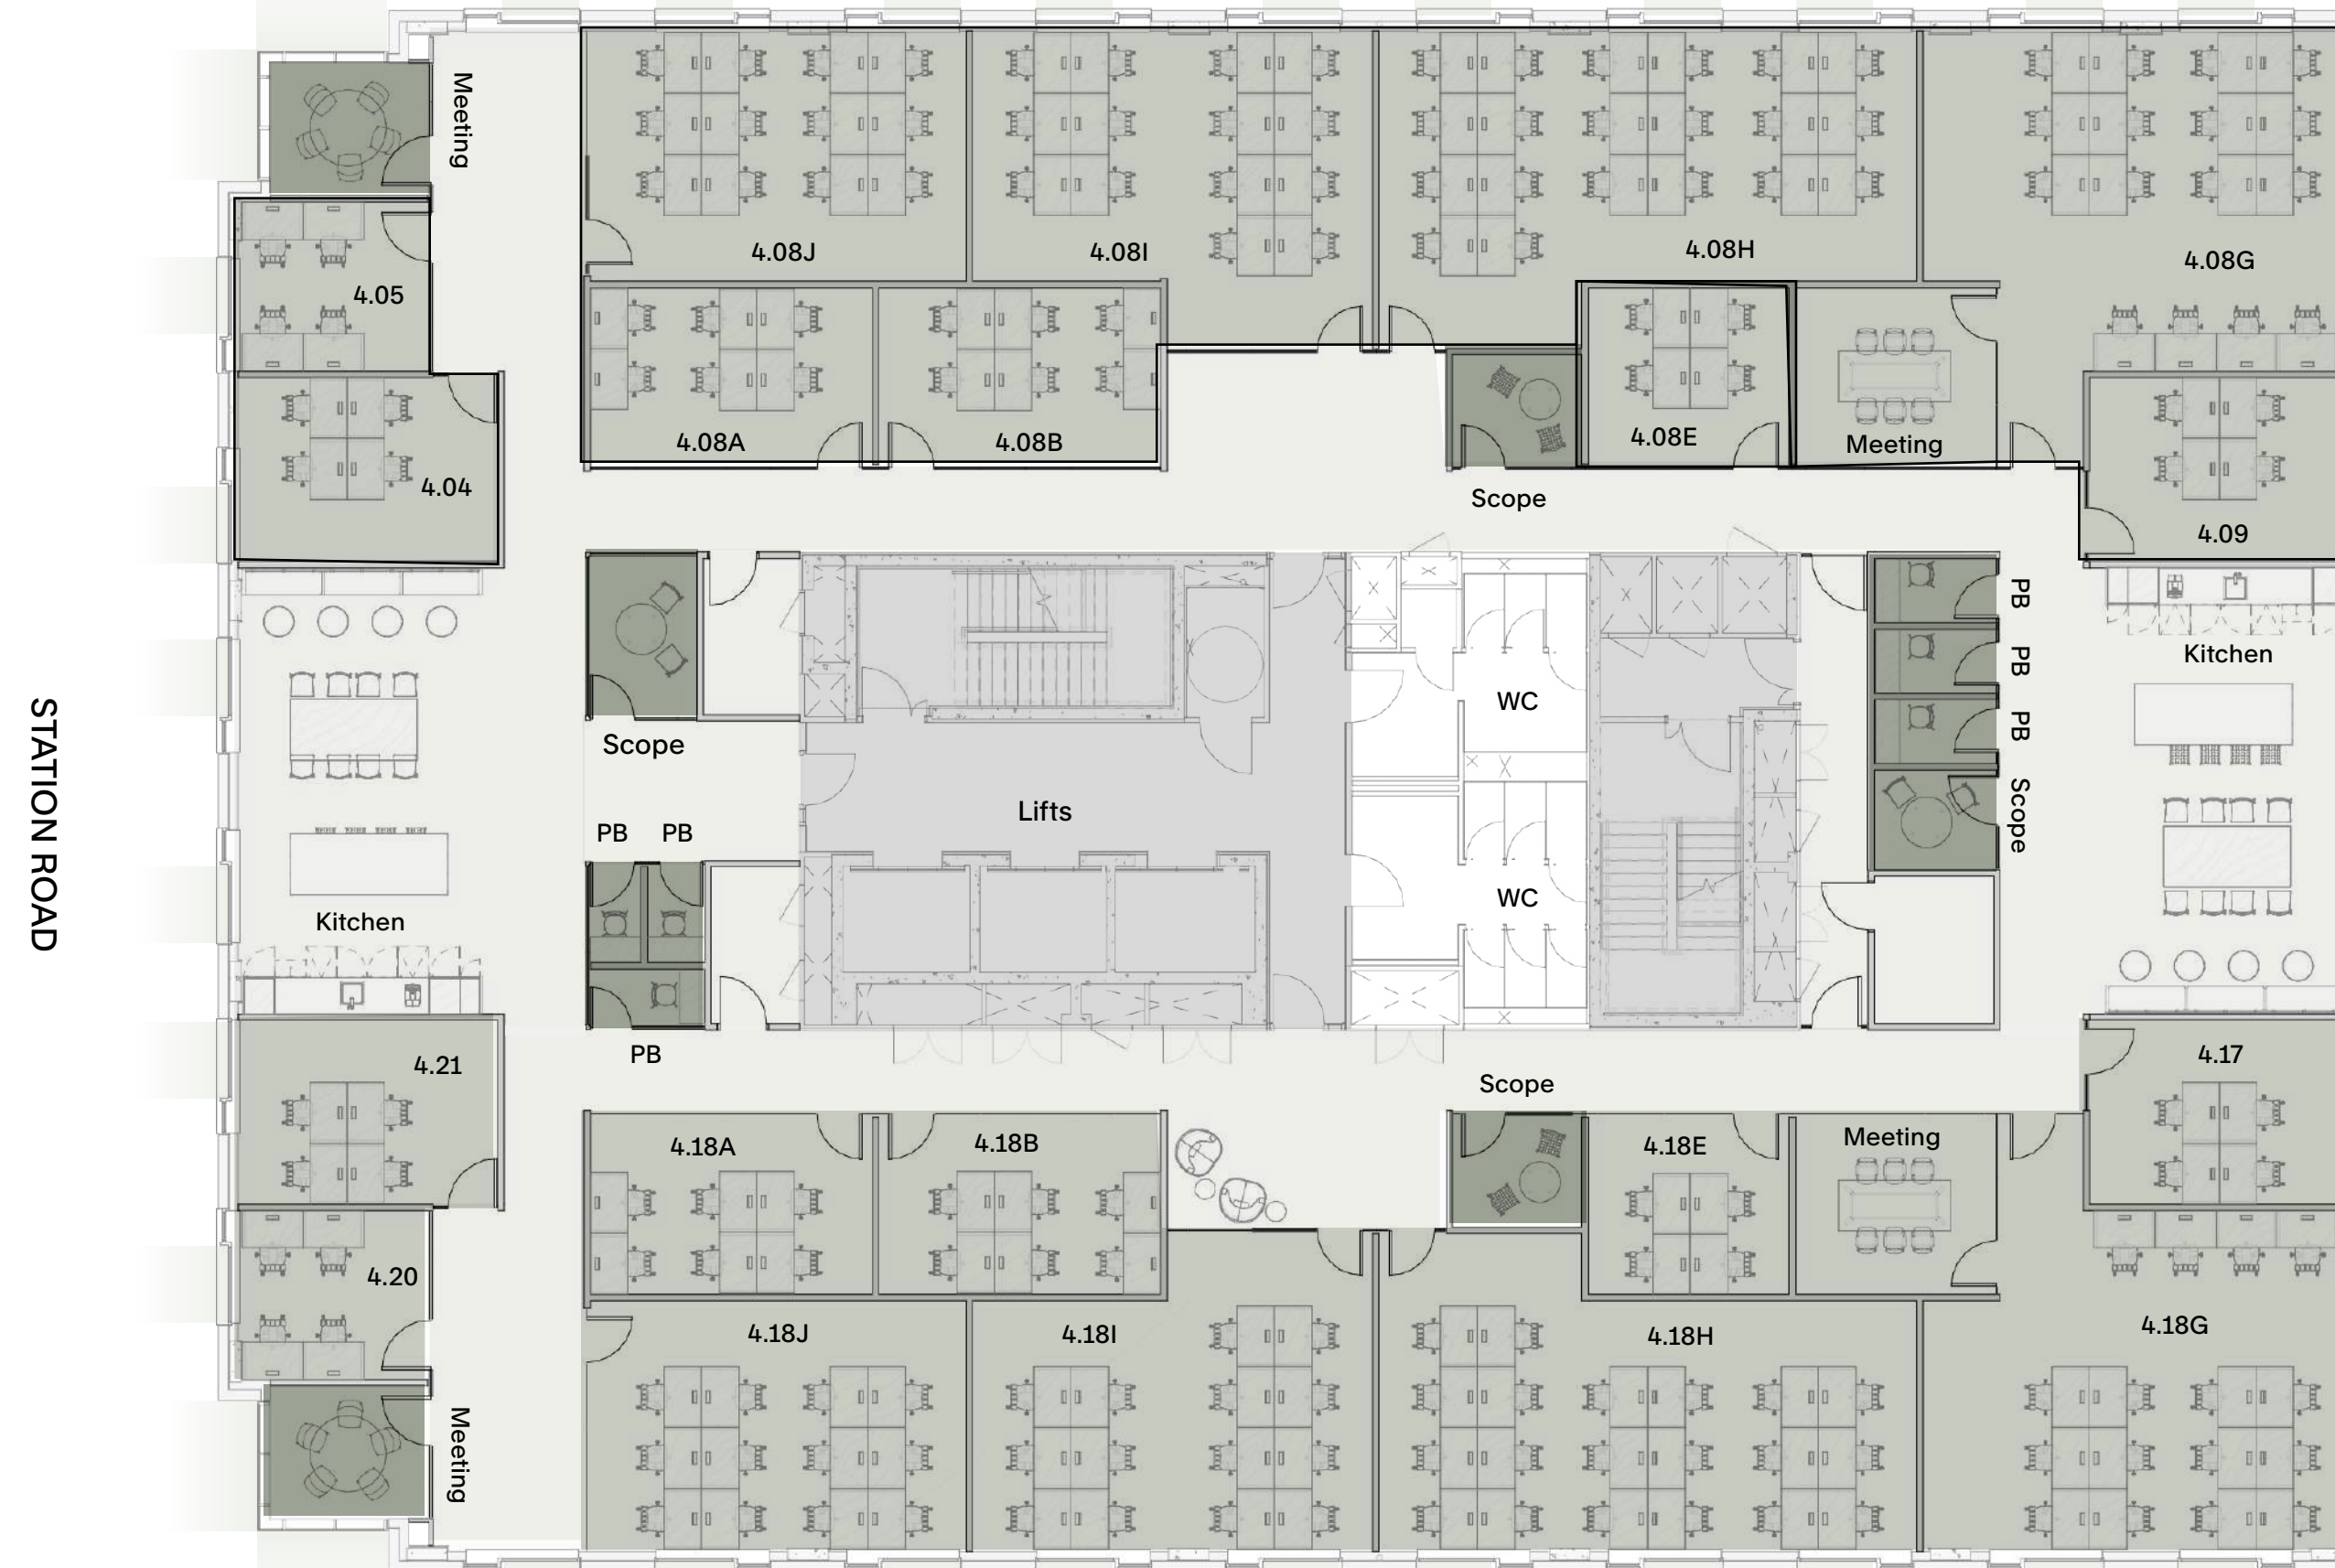 Meeting
4.08J
4.08I
4.08H
4.08G
4.05
4.08A
4.08B
4.08E
Meeting
4.04
Scope
4.09
PB
PB
PB
Scope
Kitchen
STATION ROAD
WC
Scope
Lifts
PB
PB
WC
Kitchen
4.21
PB
Scope
4.17
4.18A
4.18B
4.18E
Meeting
4.20
4.18J
4.18I
4.18H
4.18G
Meeting